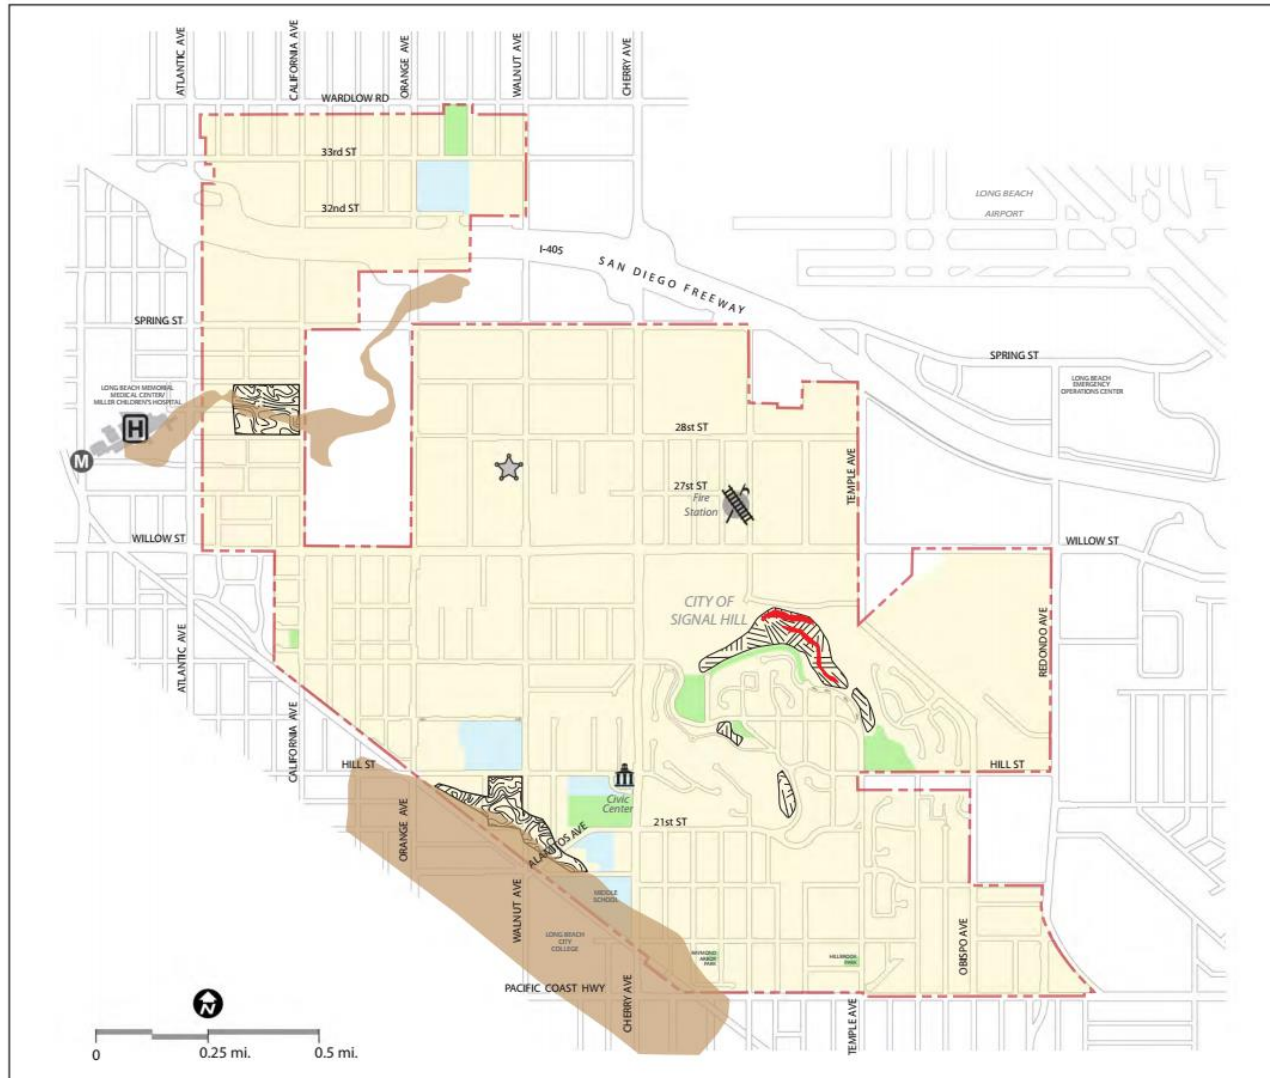 ATLANTIC AVE
CALIFORNIA AVE
ORANGE AVE
WALNUT AVE
CHERRY AVE
WARDLOW RD
33rd ST
32nd ST
LONG BEACH
AIRPORT
I-405
SAN DIEGO FREEWAY
SPRING ST
SPRING ST
LONG BEACH
EMERGENCY
OPERATIONS CENTER
LONG BEACH MEMORIAL
MEDICAL CENTER/
MILLER CHILDREN'S HOSPITAL
H
M
28st ST
27st ST
Fire
Station
TEMPLE AVE
WILLOW ST
WILLOW ST
CITY OF
SIGNAL HILL
ATLANTIC AVE
REDONDO AVE
CALIFORNIA AVE
HILL ST
HILL ST
Civic
Center
21st ST
ORANGE AVE
ALAMITOS AVE
MIDDLE
SCHOOL
WALNUT AVE
LONG BEACH
CITY
COLLEGE
RAYMOND
ARBOR
PARK
HILLBROOK
PARK
OBISPO AVE
PACIFIC COAST HWY
CHERRY AVE
TEMPLE AVE
N
0
0.25 mi.
0.5 mi.